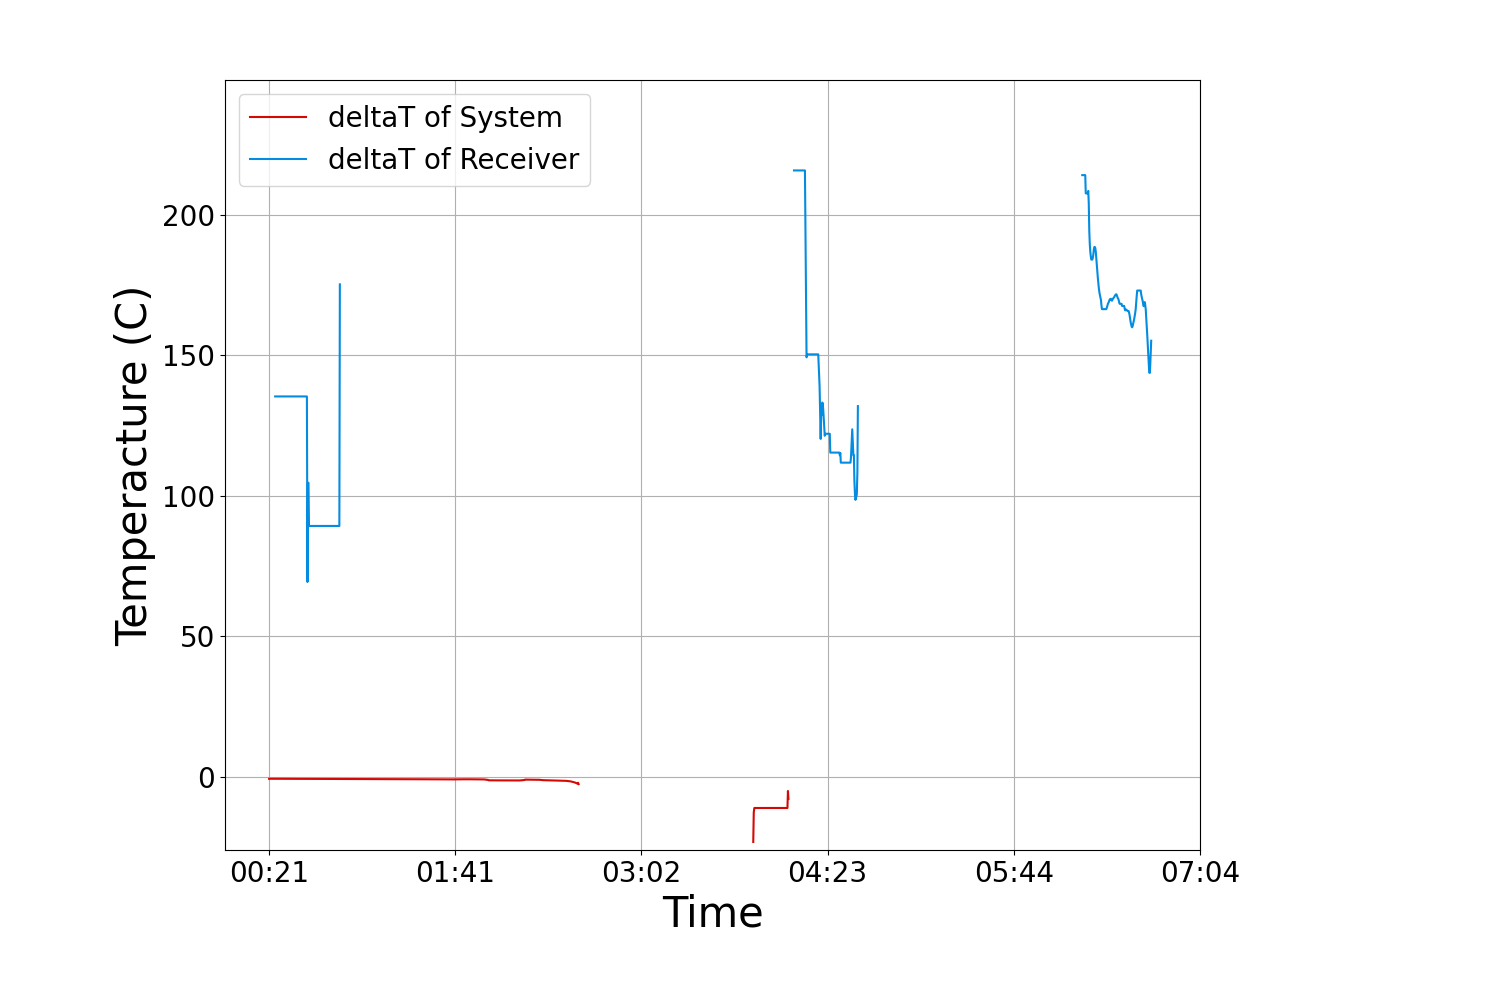 deltaT of System
deltaT of Receiver
200
150
100
50
0
Temperacture (C)
00:21 01:41 03:02 04:23 05:44 07:04
Time